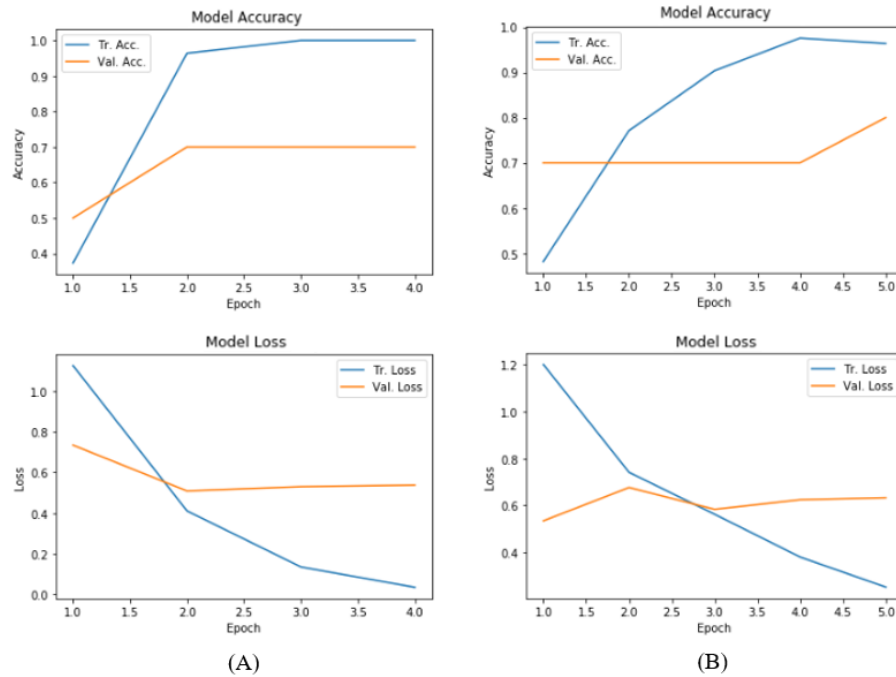 Model Accuracy
Tr. Acc.
Val. Acc.
Accuracy
1.0
0.9
0.8
0.7
0.6
0.5
0.4
1.0 1.5 2.0 2.5 3.0 3.5 4.0
Epoch
Model Loss
Tr. Loss
Val. Loss
Loss
1.0
0.8
0.6
0.4
0.2
0.0
1.0 1.5 2.0 2.5 3.0 3.5 4.0
Epoch
(A)
Model Accuracy
Tr. Acc.
Val. Acc.
Accuracy
1.0
0.9
0.8
0.7
0.6
0.5
1.0 1.5 2.0 2.5 3.0 3.5 4.0 4.5 5.0
Epoch
Model Loss
Tr. Loss
Val. Loss
Loss
1.2
1.0
0.8
0.6
0.4
1.0 1.5 2.0 2.5 3.0 3.5 4.0 4.5 5.0
Epoch
(B)